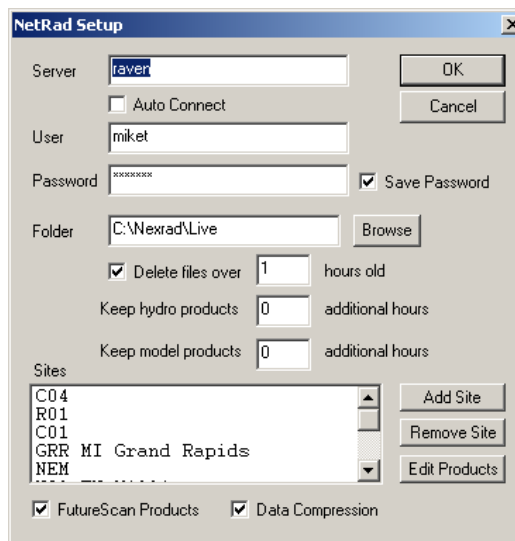 NetRad Setup
Server raven OK
Auto Connect Cancel
User miket
Password ******* Save Password
Folder C:\Nexrad\Live Browse
Delete files over 1 hours old
Keep hydro products 0 additional hours
Keep model products 0 additional hours
Sites
C04 Add Site
R01
C01 Remove Site
GRR MI Grand Rapids
NEM Edit Products
FutureScan Products Data Compression